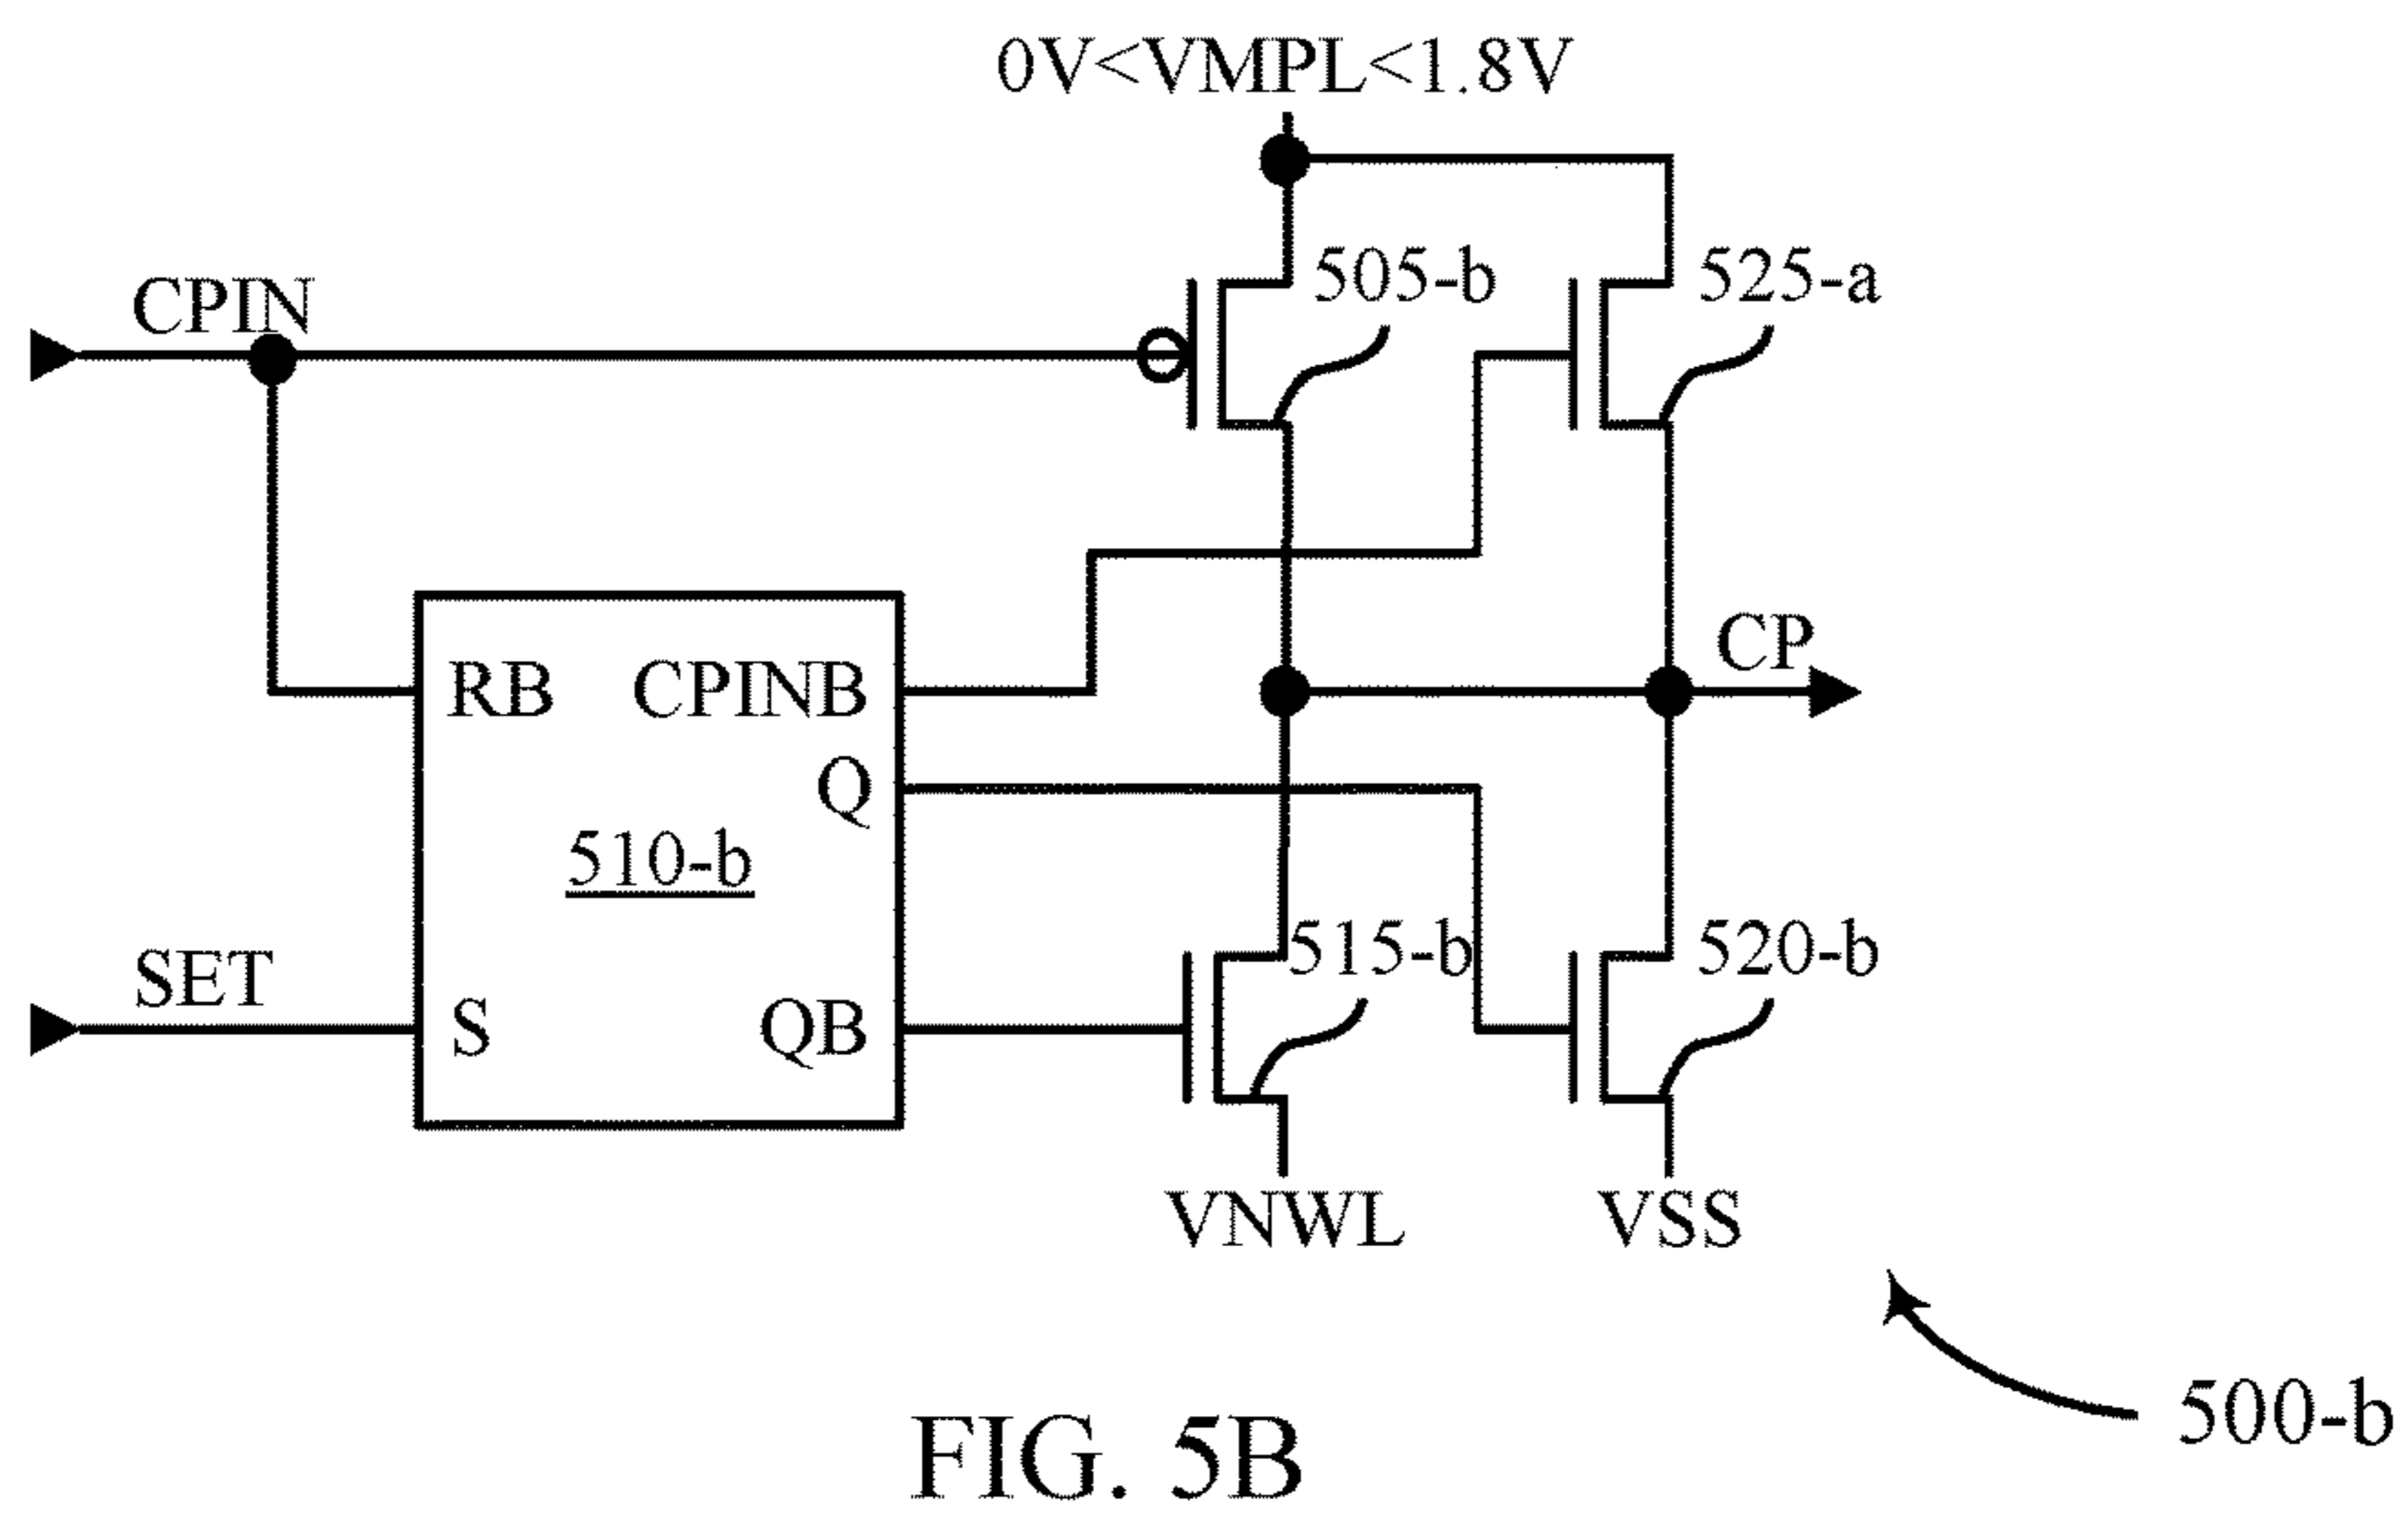 0V<VMPL<1.8V
505-b
525-a
CPIN
CP
RB
CPINB
Q
510-b
515-b
520-b
SET
S
QB
VNWL
VSS
500-b
FIG. 5B